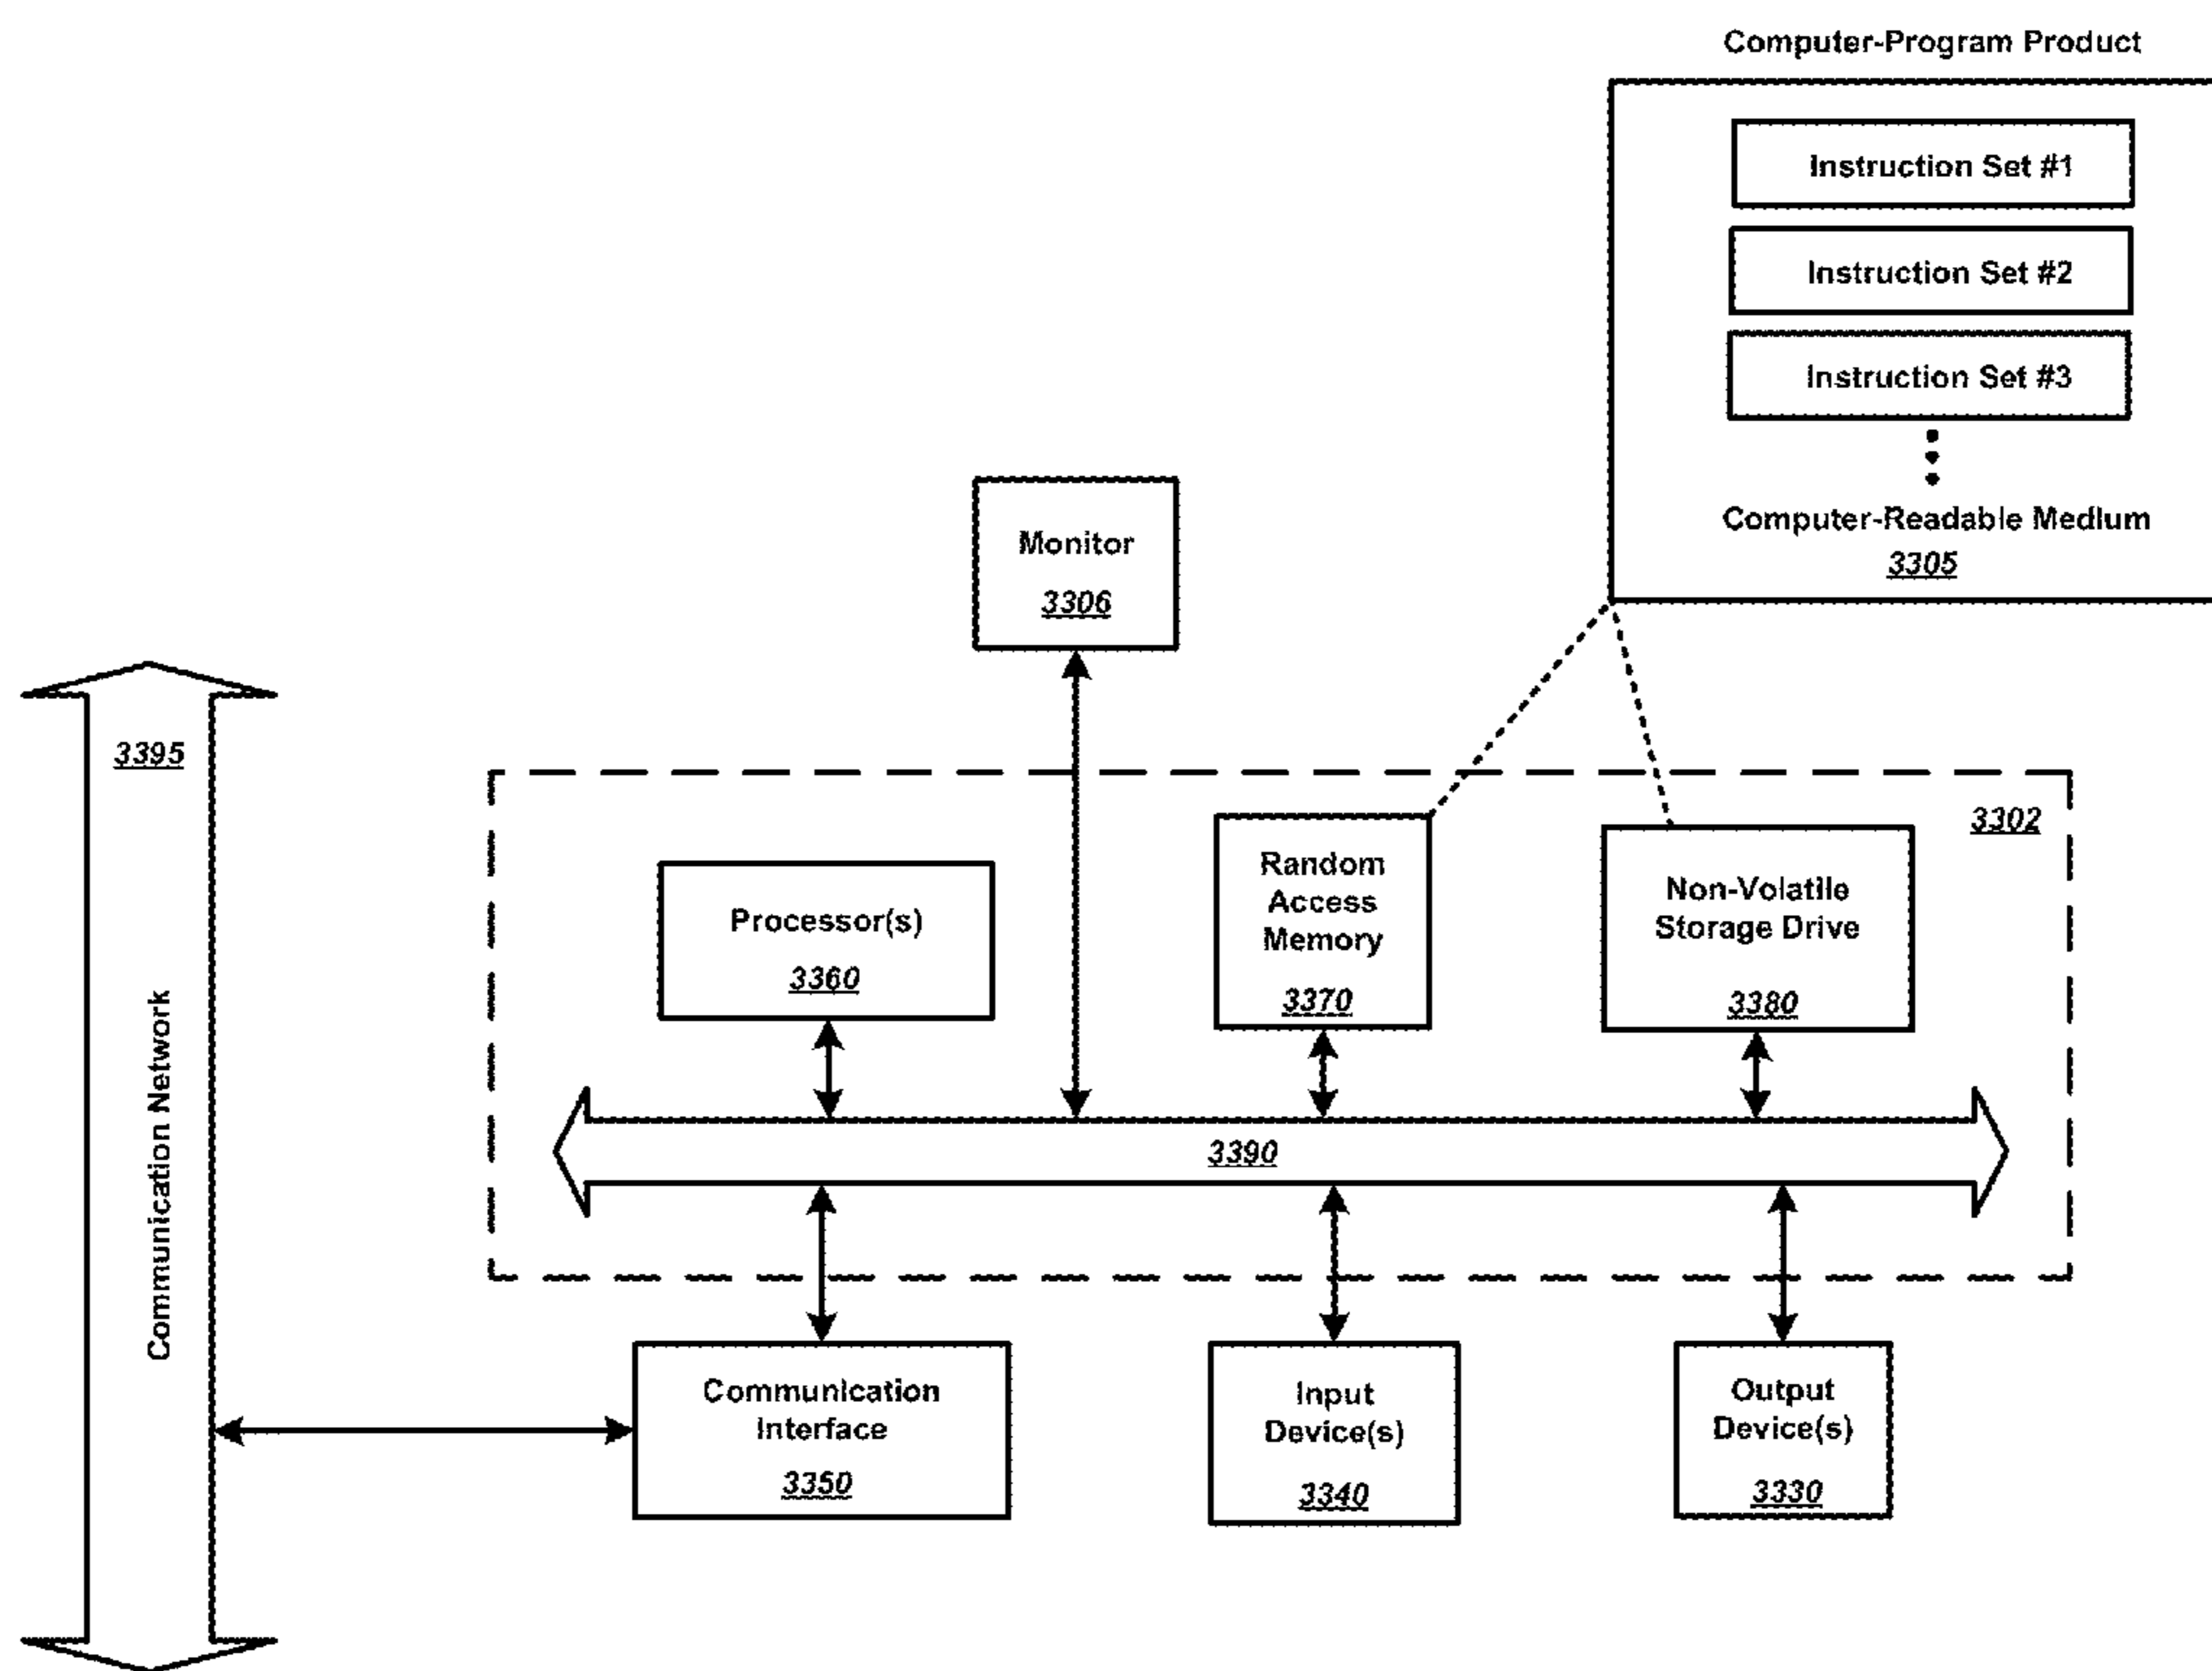 Computer-Program Product
Instruction Set #1
Instruction Set #2
Instruction Set #3
Computer-Readable Medium
3305
Monitor
3306
3395
Communication Network
3302
Processor(s)
3360
Random
Access
Memory
3370
Non-Volatile
Storage Drive
3380
3390
Communication
Interface
3350
Input
Device(s)
3340
Output
Device(s)
3330